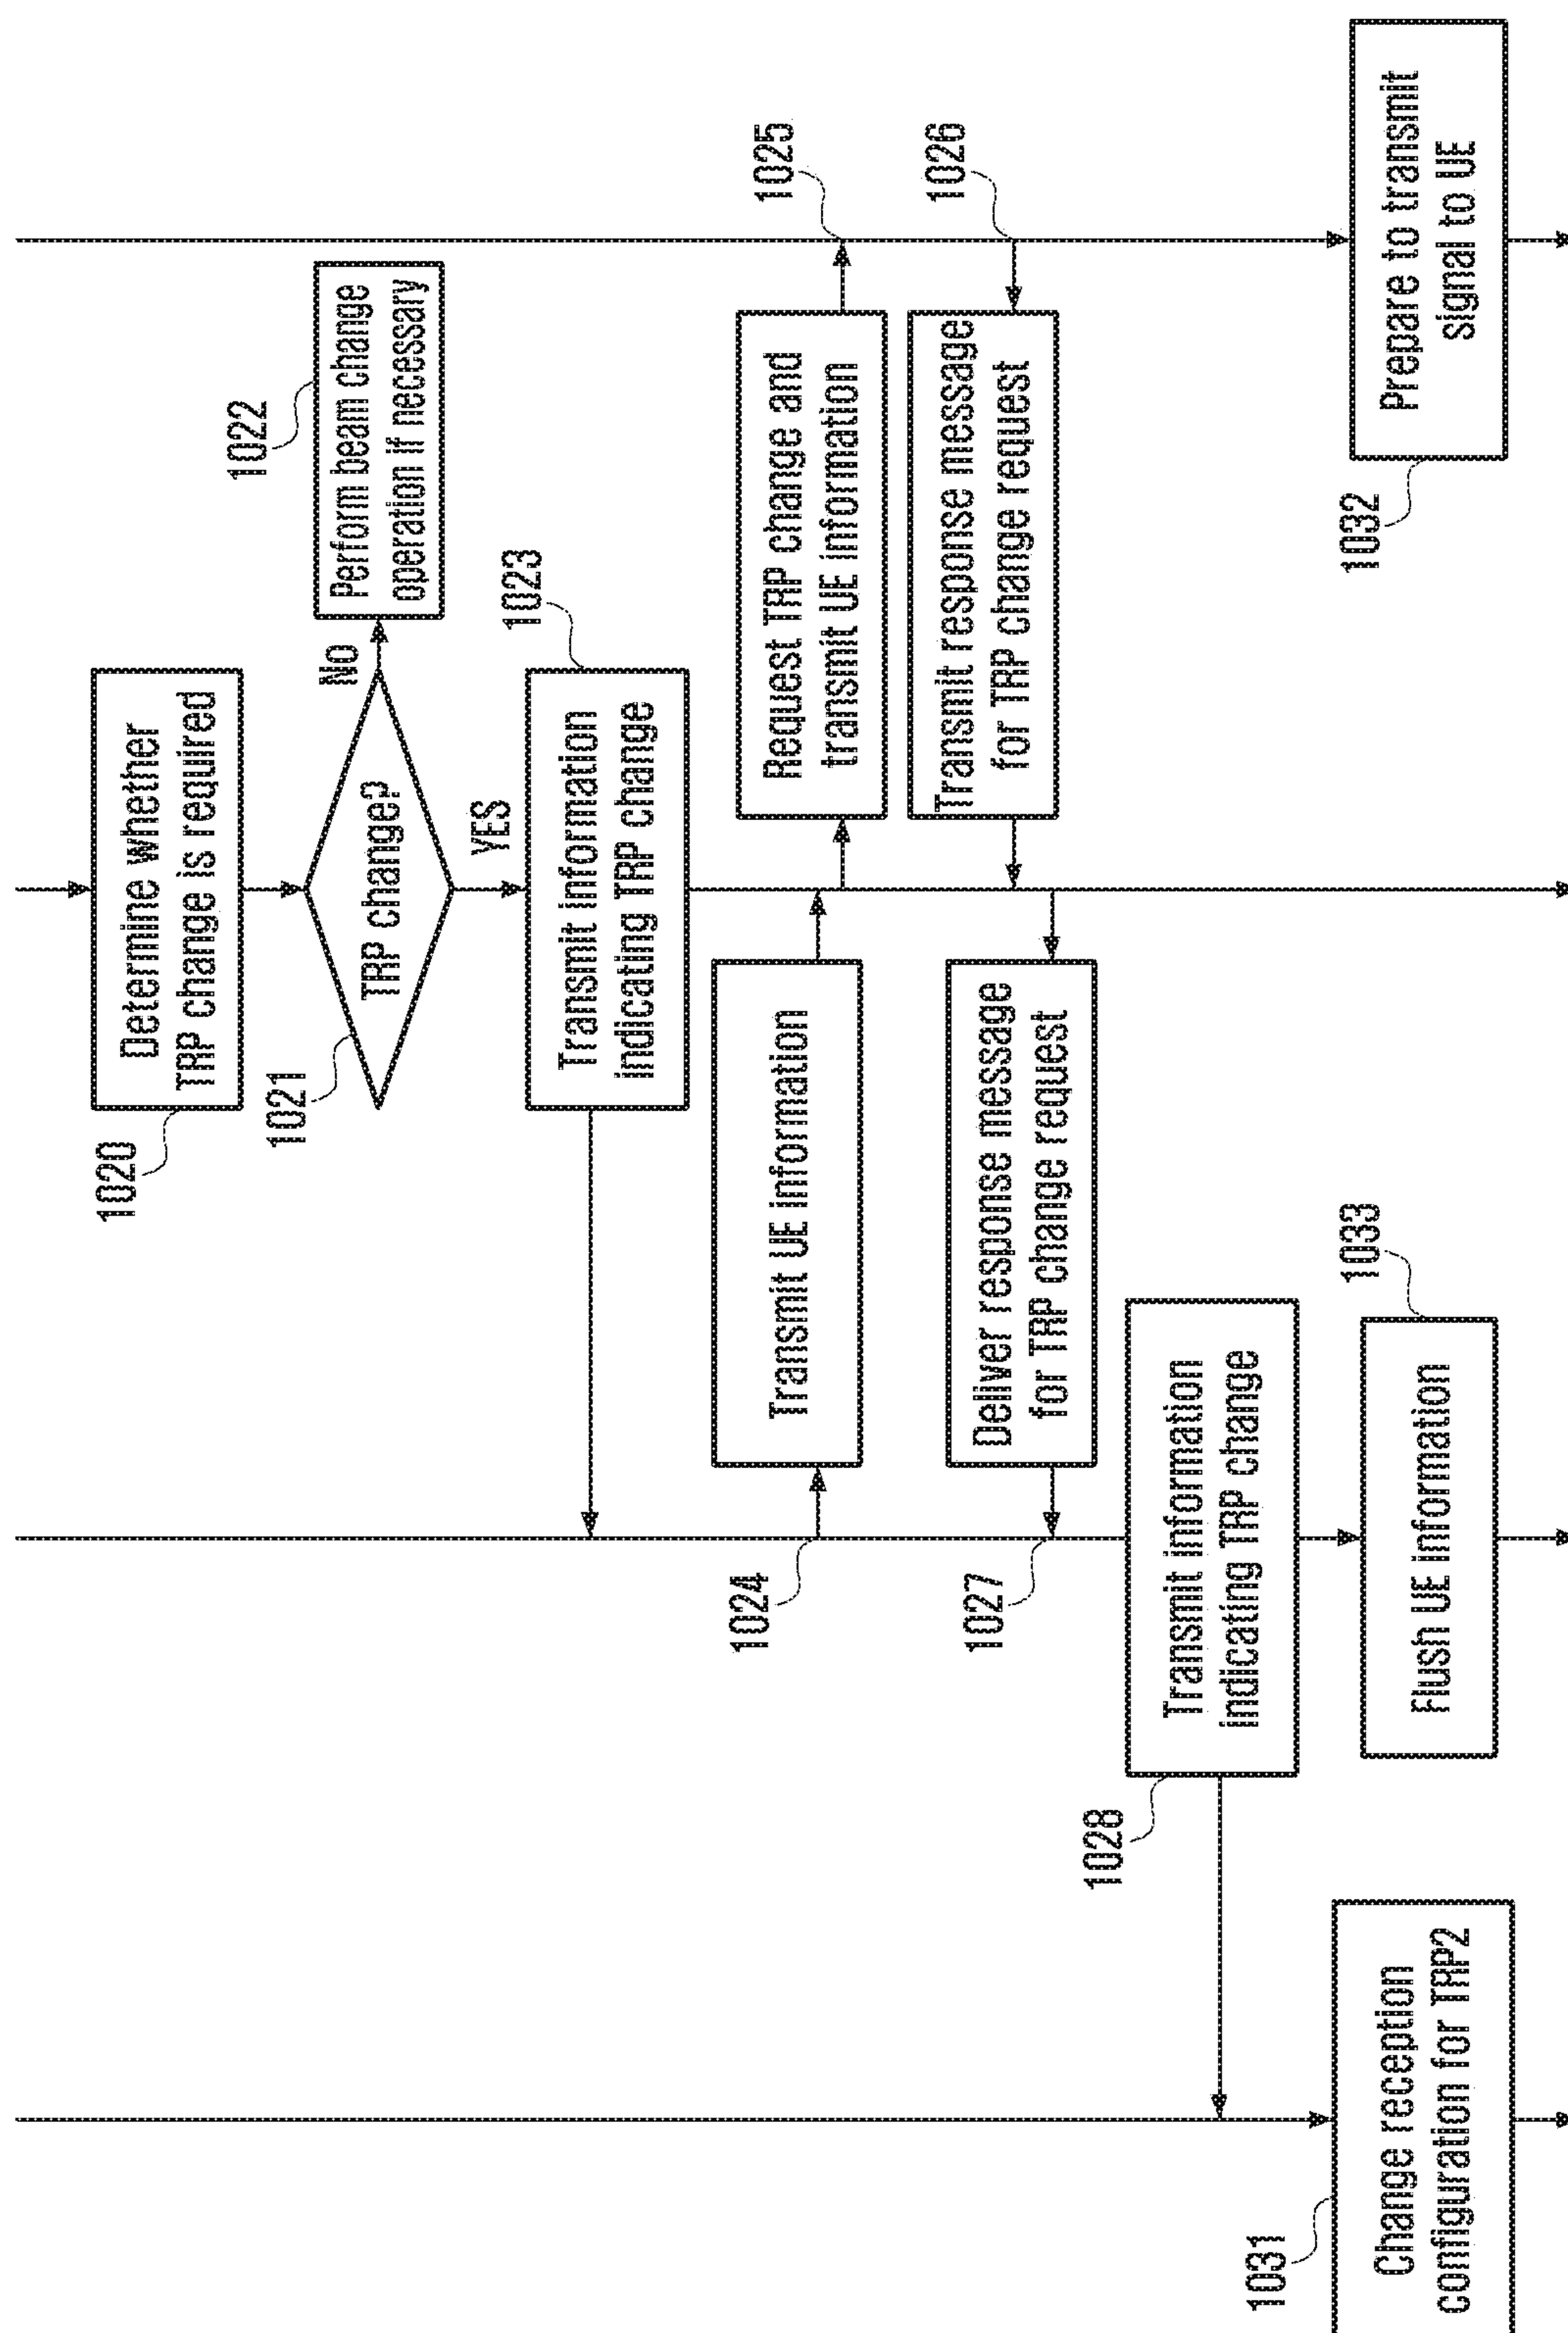 1020
Determine whether
TRP change is required
1021
TRP change?
No
1022
Perform beam change
operation if necessary
YES
1023
Transmit information
indicating TRP change
1024
Transmit UE information
1025
Request TRP change and
transmit UE information
1026
Transmit response message
for TRP change request
1027
Deliver response message
for TRP change request
1028
Transmit information
indicating TRP change
1031
Change reception
configuration for TRP2
1033
Flush UE information
1032
Prepare to transmit
signal to UE